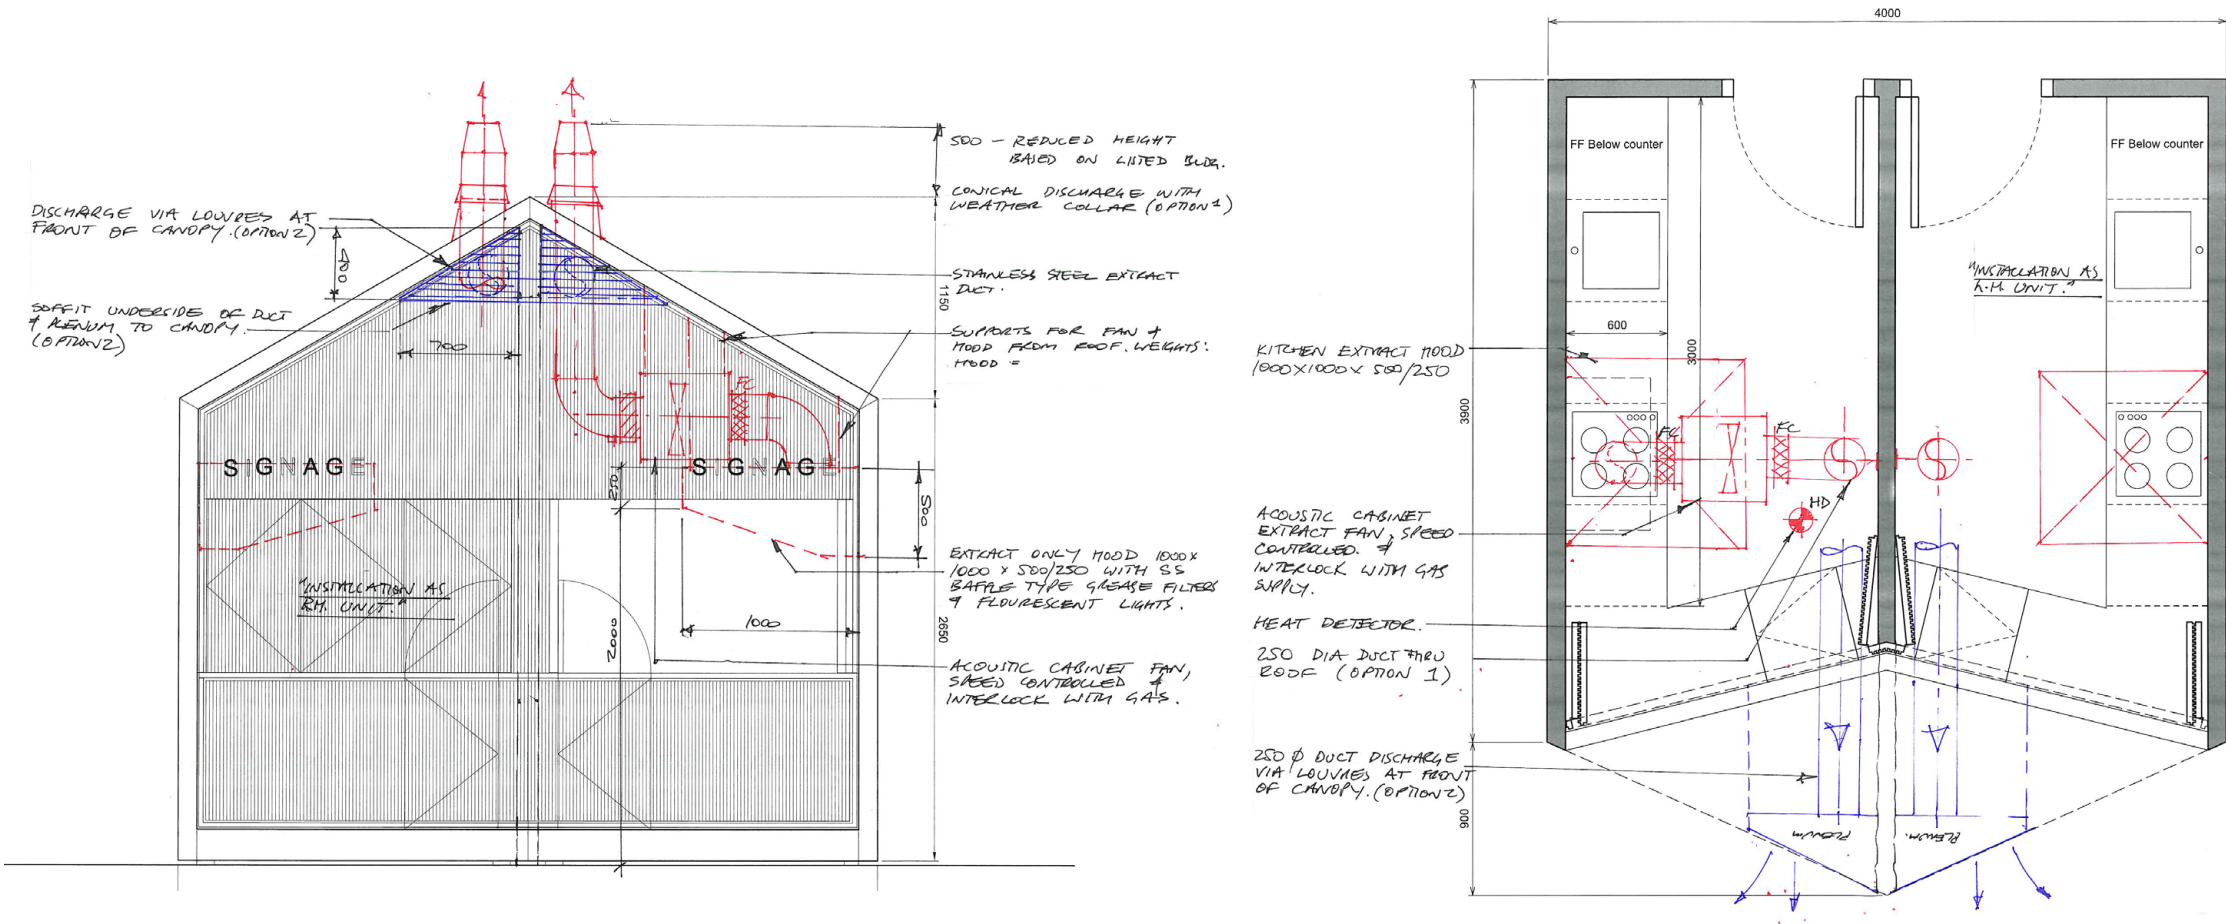 500 - REDUCED HEIGHT
BASED ON LISTED BLDG.
CONICAL DISCHARGE WITH
WEATHER COLLAR (OPTION 1)
DISCHARGE VIA LOUVRES AT
FRONT OF CANOPY. (OPTION 2)
400
STAINLESS STEEL EXTRACT
DUCT.
1150
SOFFIT UNDERSIDE OF DUCT
& PLENUM TO CANOPY.
(OPTION 2)
700
SUPPORTS FOR FAN &
HOOD FROM ROOF. WEIGHTS:
HOOD =
FC
SIGNAGE
SIGNAGE
250
500
EXTRACT ONLY HOOD 1000 x
1000 x 500/250 WITH SS
BAFFLE TYPE GREASE FILTERS
& FLOURESCENT LIGHTS.
"INSTALLATION AS
R.H. UNIT."
2000
1000
2650
ACOUSTIC CABINET FAN,
SPEED CONTROLLED &
INTERLOCK WITH GAS.
4000
FF Below counter
FF Below counter
"INSTALLATION AS
L.H. UNIT."
600
3000
KITCHEN EXTRACT HOOD
1000x1000 x 500/250
3900
FC
FC
HD
ACOUSTIC CABINET
EXTRACT FAN, SPEED
CONTROLLED. &
INTERLOCK WITH GAS
SUPPLY.
HEAT DETECTOR.
250 DIA DUCT THRU
ROOF (OPTION 1)
250 Ø DUCT DISCHARGE
VIA LOUVRES AT FRONT
OF CANOPY. (OPTION 2)
900
PLENUM
PLENUM.